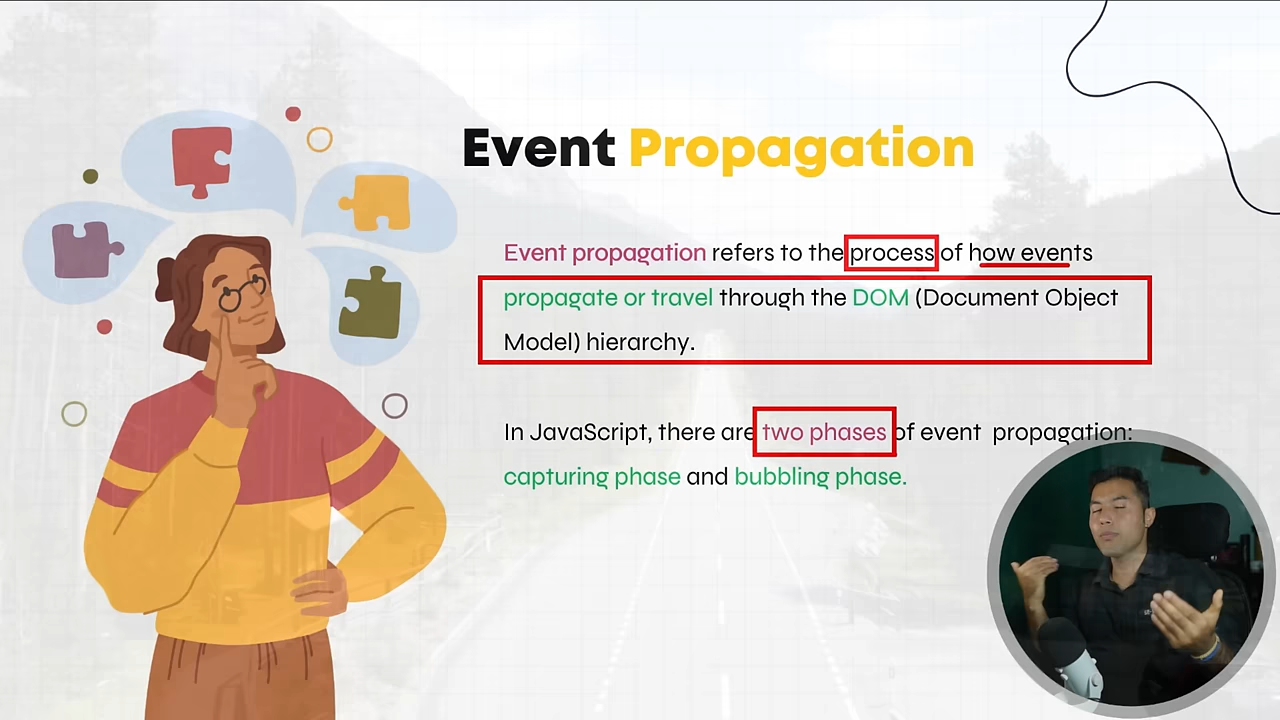 Event Propagation
Event propagation refers to the process of how events
propagate or travel through the DOM (Document Object
Model) hierarchy.
In JavaScript, there are two phases of event propagation:
capturing phase and bubbling phase.